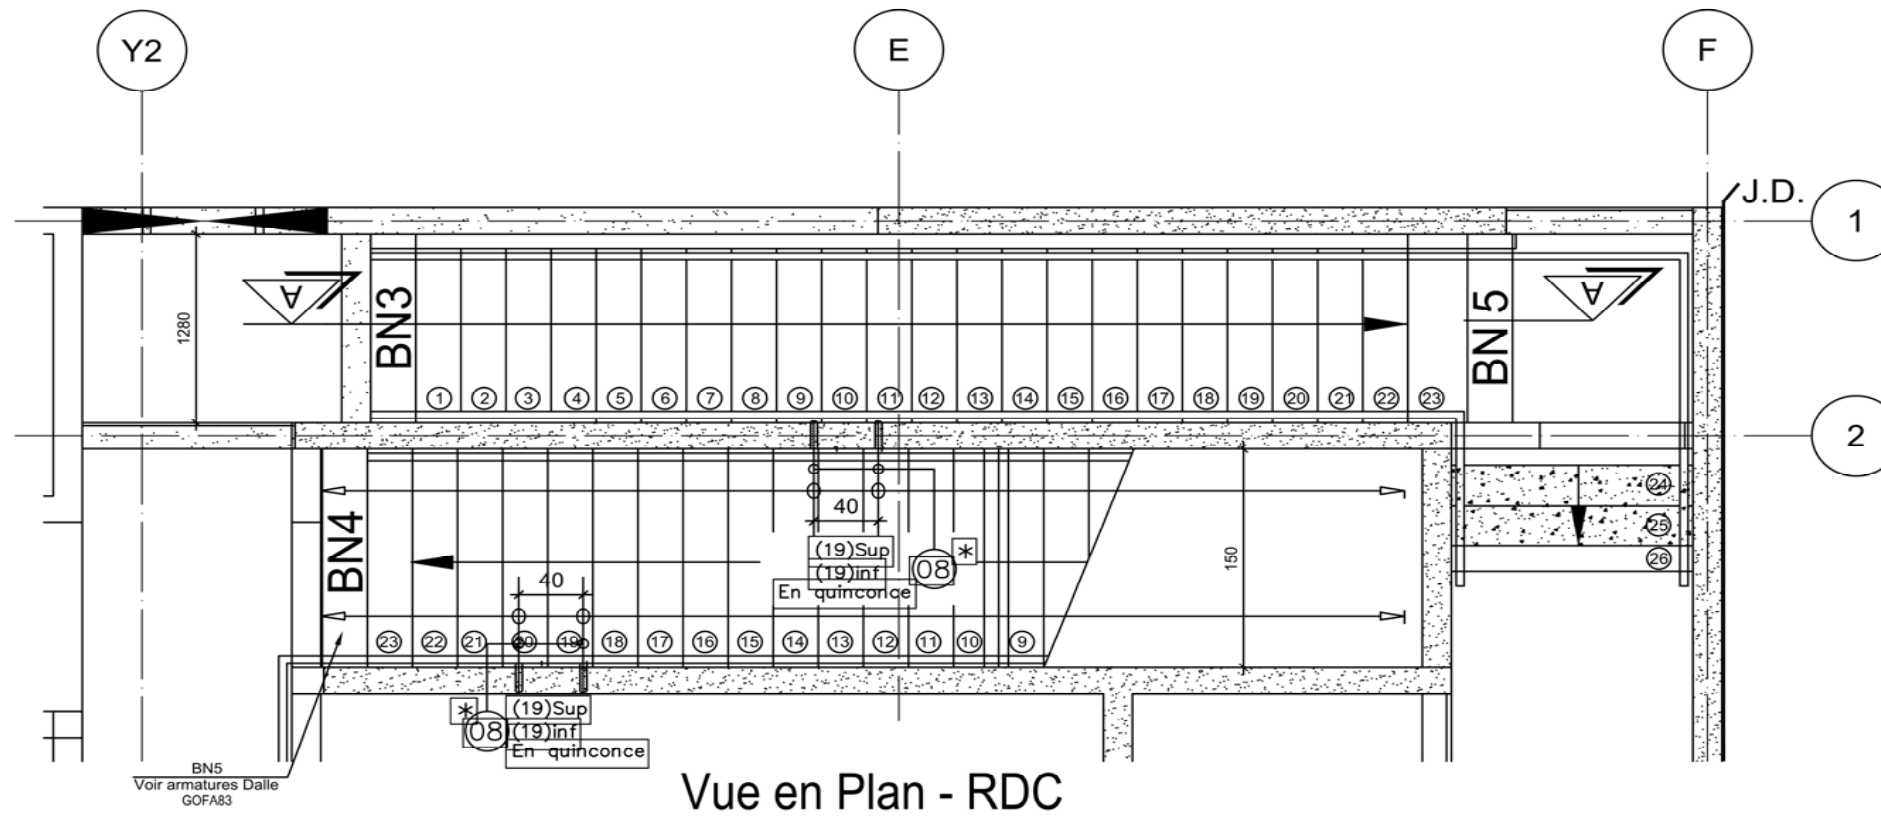 Y2
E
F
J.D.
1
A
A
1280
BN3
BN 5
1 2 3 4 5 6 7 8 9 10 11 12 13 14 15 16 17 18 19 20 21 22 23
2
24
25
26
40
(19)Sup
(19)inf
En quinconce
08
*
150
BN4
40
23 22 21 20 19 18 17 16 15 14 13 12 11 10 9
*
08
(19)Sup
(19)inf
En quinconce
BN5
Voir armatures Dalle
GOFA83
Vue en Plan - RDC